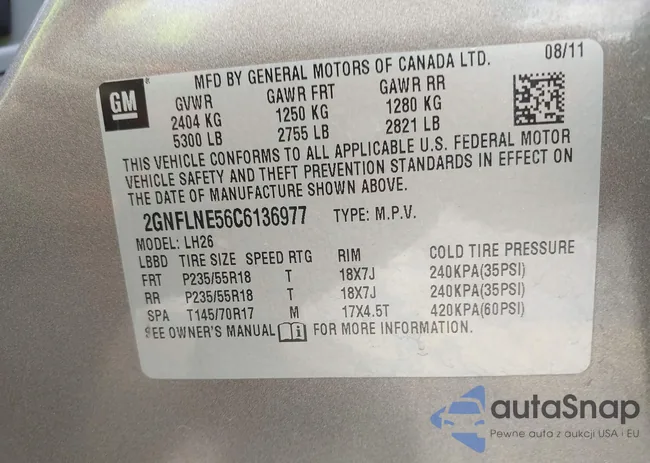 MFD BY GENERAL MOTORS OF CANADA LTD. 08/11
GM
GVWR GAWR FRT GAWR RR
2404 KG 1250 KG 1280 KG
5300 LB 2755 LB 2821 LB
THIS VEHICLE CONFORMS TO ALL APPLICABLE U.S. FEDERAL MOTOR
VEHICLE SAFETY AND THEFT PREVENTION STANDARDS IN EFFECT ON
THE DATE OF MANUFACTURE SHOWN ABOVE.
2GNFLNE56C6136977 TYPE: M.P.V.
MODEL: LH26
LBBD TIRE SIZE SPEED RTG RIM COLD TIRE PRESSURE
FRT P235/55R18 T 18X7J 240KPA(35PSI)
RR P235/55R18 T 18X7J 240KPA(35PSI)
SPA T145/70R17 M 17X4.5T 420KPA(60PSI)
SEE OWNER'S MANUAL i FOR MORE INFORMATION.
autaSnap
Pewne auta z aukcji USA i EU